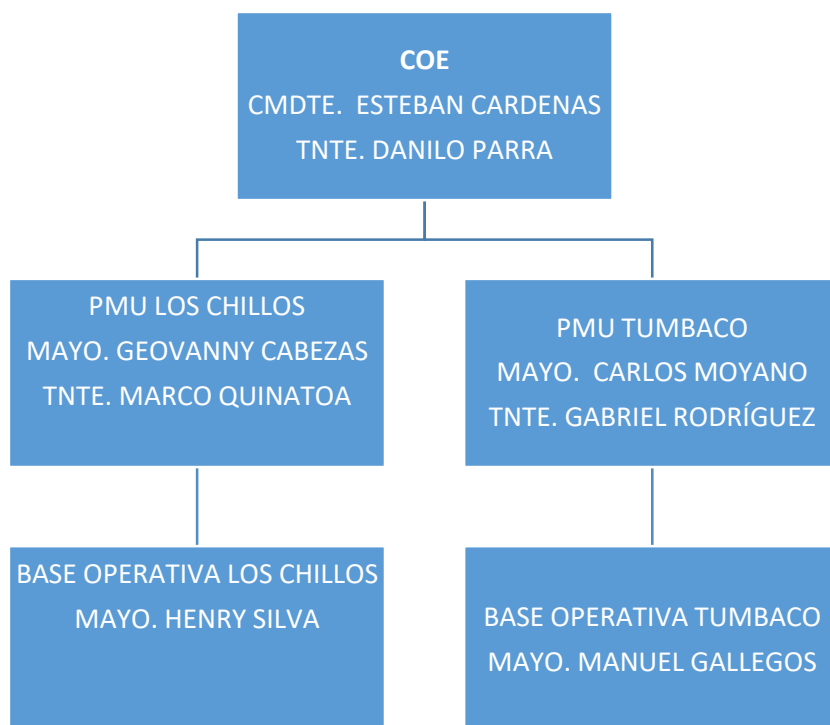 COE
CMDTE.  ESTEBAN CARDENAS
TNTE. DANILO PARRA
PMU LOS CHILLOS
MAYO. GEOVANNY CABEZAS
TNTE. MARCO QUINATOA
PMU TUMBACO
MAYO.  CARLOS MOYANO
TNTE. GABRIEL RODRÍGUEZ
BASE OPERATIVA LOS CHILLOS
MAYO. HENRY SILVA
BASE OPERATIVA TUMBACO
MAYO. MANUEL GALLEGOS